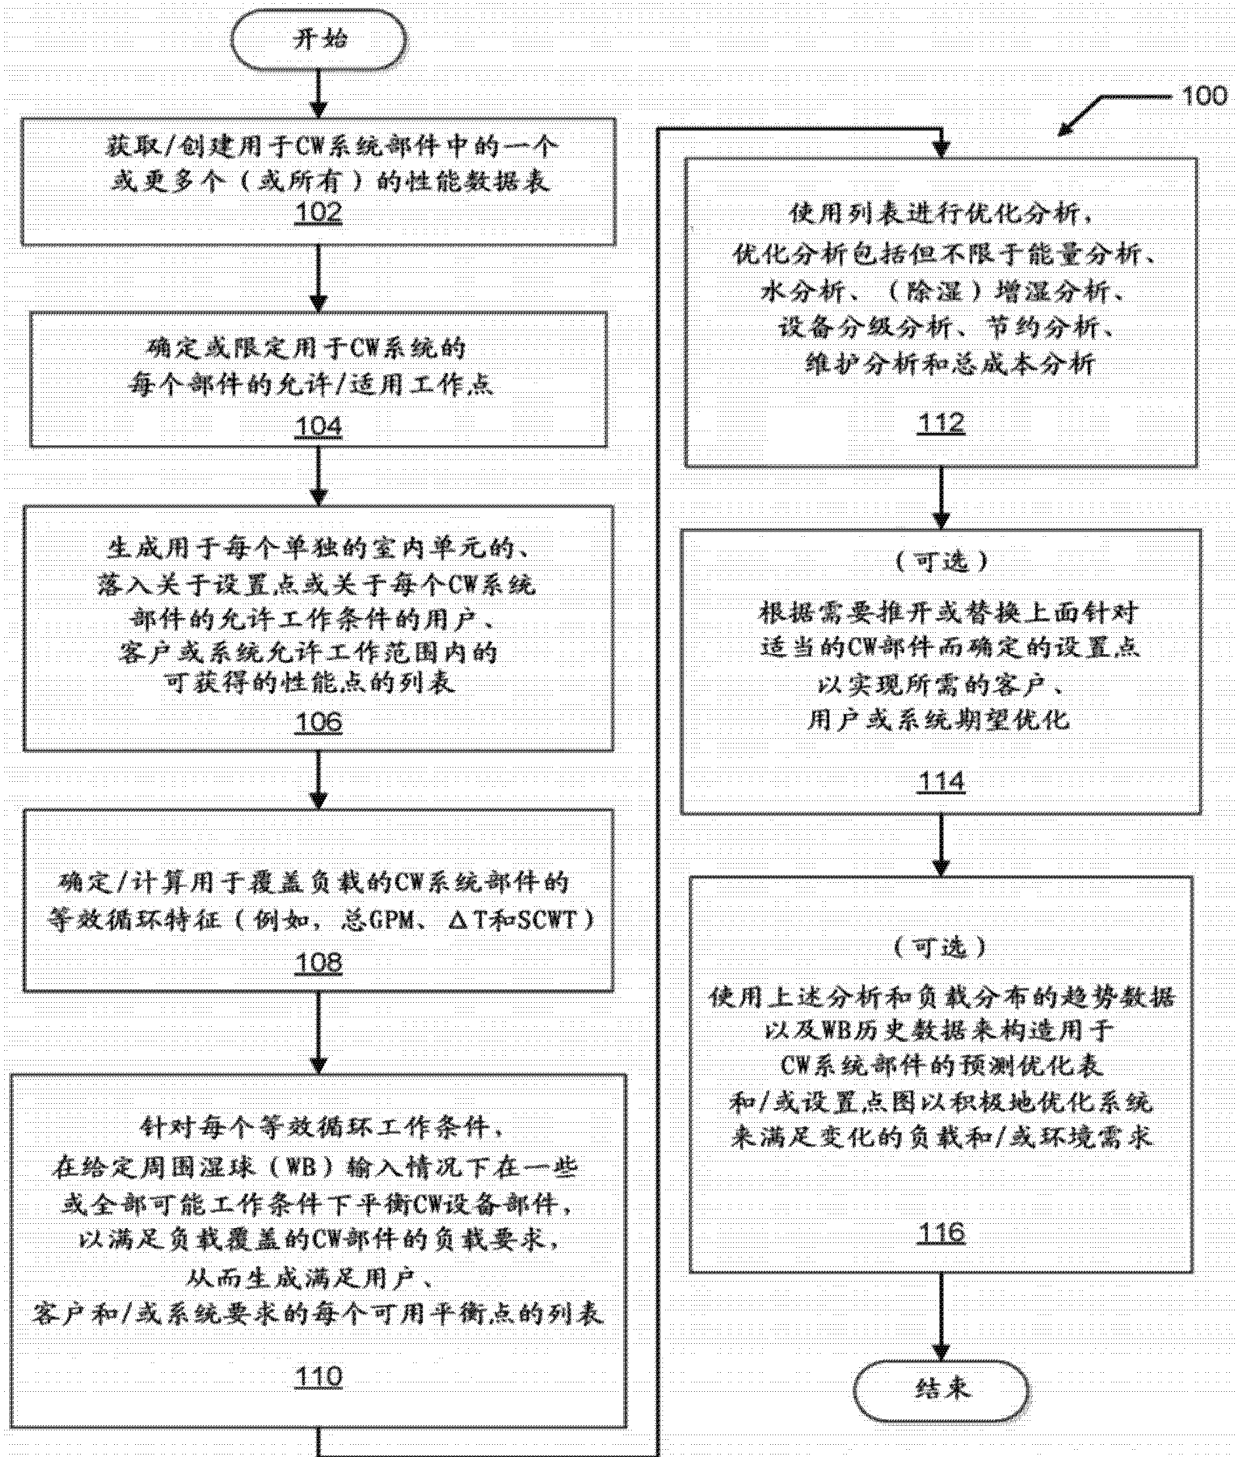 开始
获取/创建用于CW系统部件中的一个
或更多个（或所有）的性能数据表
102
确定或限定用于CW系统的
每个部件的允许/适用工作点
104
生成用于每个单独的室内单元的、
落入关于设置点或关于每个CW系统
部件的允许工作条件的用户、
客户或系统允许工作范围内的
可获得的性能点的列表
106
确定/计算用于覆盖负载的CW系统部件的
等效循环特征（例如，总GPM、ΔT和SCWT）
108
针对每个等效循环工作条件，
在给定周围湿球（WB）输入情况下在一些
或全部可能工作条件下平衡CW设备部件，
以满足负载覆盖的CW部件的负载要求，
从而生成满足用户、
客户和/或系统要求的每个可用平衡点的列表
110
100
使用列表进行优化分析，
优化分析包括但不限于能量分析、
水分析、（除湿）增湿分析、
设备分级分析、节约分析、
维护分析和总成本分析
112
（可选）
根据需要推开或替换上面针对
适当的CW部件而确定的设置点
以实现所需的客户、
用户或系统期望优化
114
（可选）
使用上述分析和负载分布的趋势数据
以及WB历史数据来构造用于
CW系统部件的预测优化表
和/或设置点图以积极地优化系统
来满足变化的负载和/或环境需求
116
结束